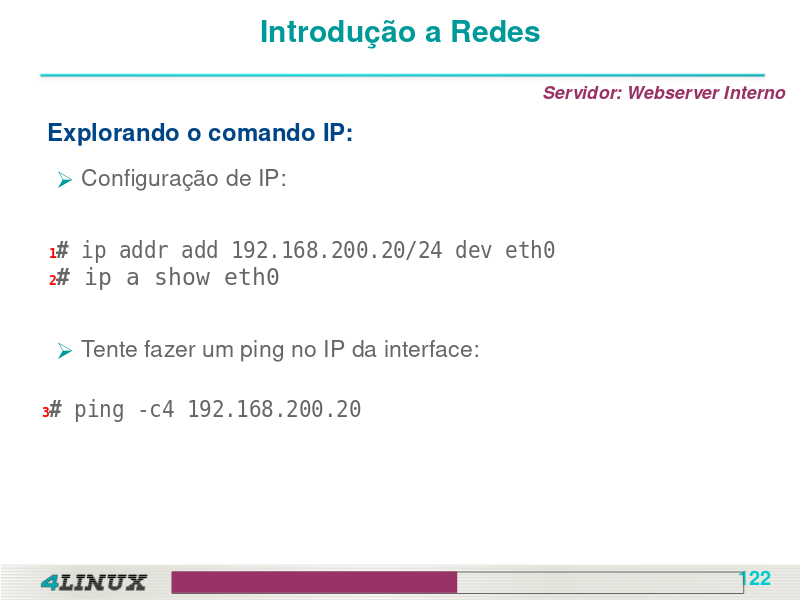 Introdução a Redes
Servidor: Webserver Interno
Explorando o comando IP:
Configuração de IP:
1# ip addr add 192.168.200.20/24 dev eth0
2# ip a show eth0
Tente fazer um ping no IP da interface:
3# ping -c4 192.168.200.20
4LINUX
122